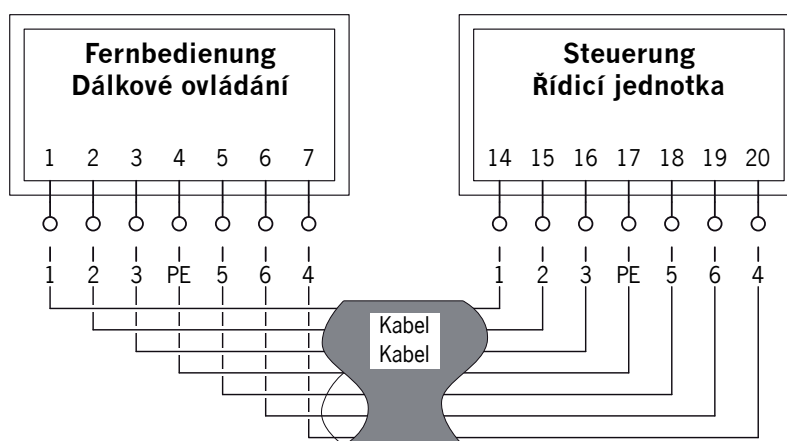 Fernbedienung
Dálkové ovládání
1 2 3 4 5 6 7
1 2 3 PE 5 6 4
Steuerung
Řídicí jednotka
14 15 16 17 18 19 20
1 2 3 PE 5 6 4
Kabel
Kabel